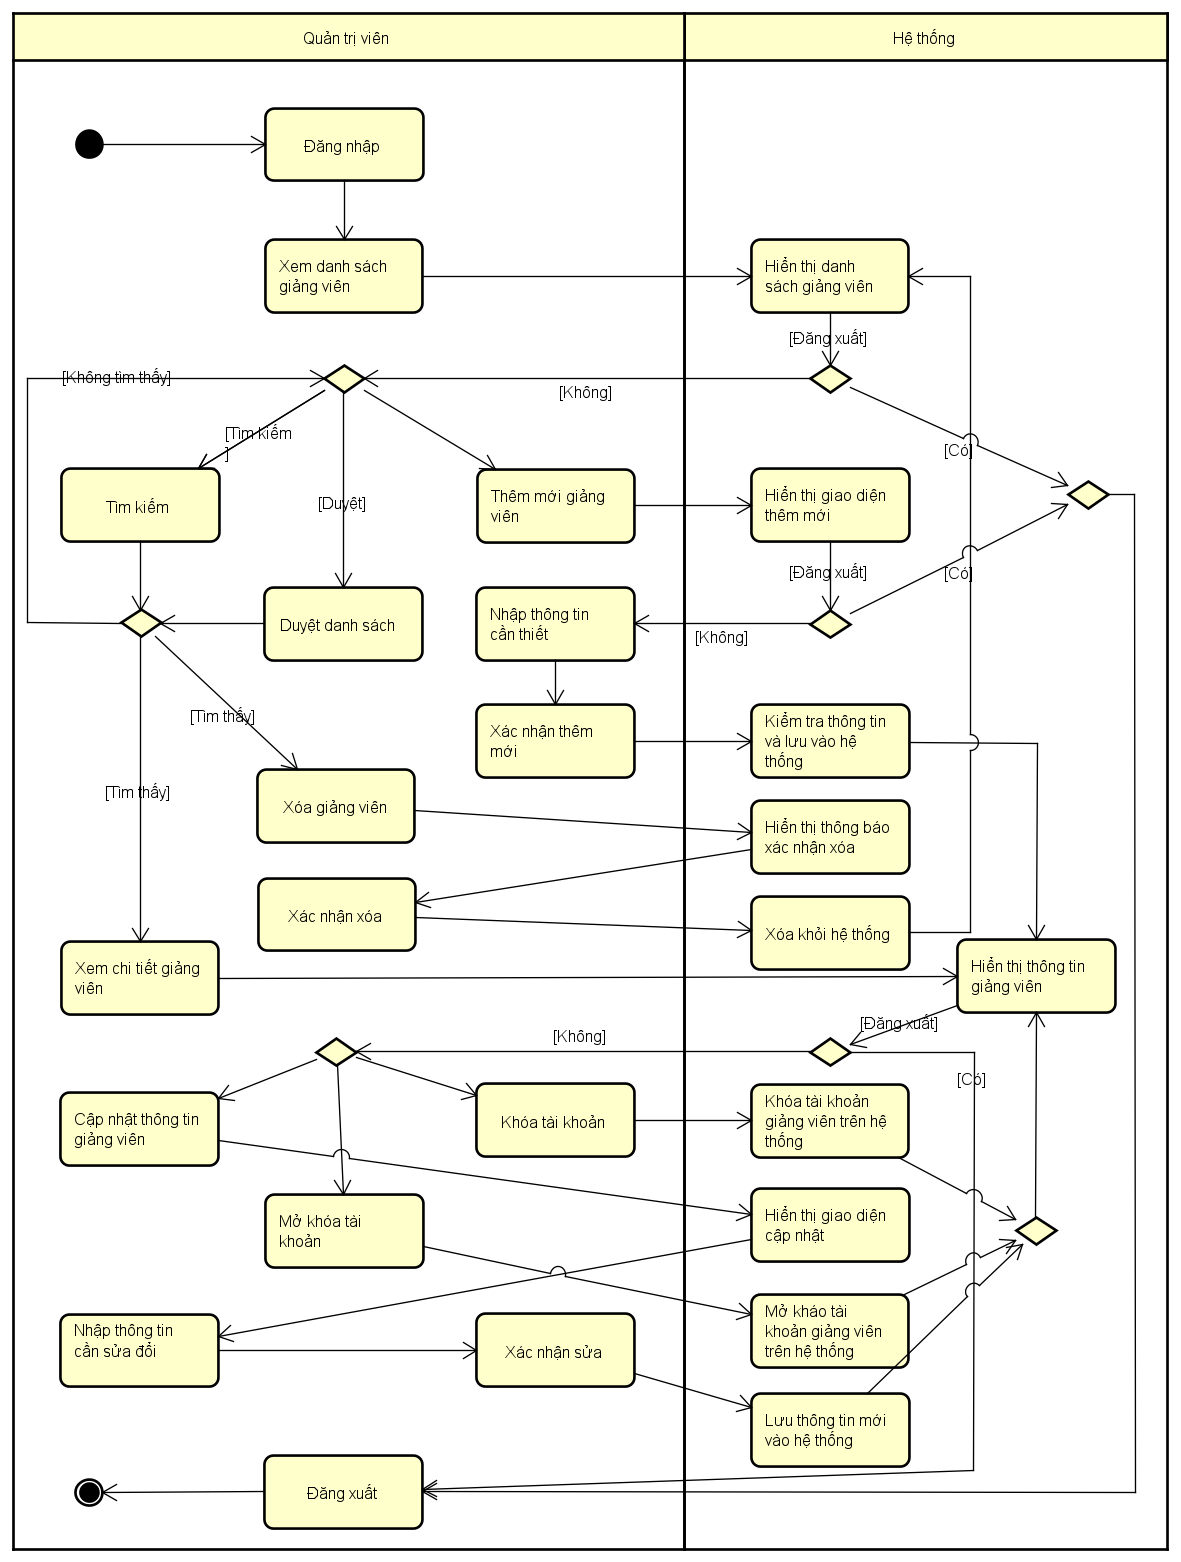 Quản trị viên
Hệ thống
Đăng nhập
Xem danh sách
giảng viên
Hiển thị danh
sách giảng viên
[Đăng xuất]
[Không tìm thấy]
[Không]
[Tìm kiếm
]
[Có]
Tìm kiếm
[Duyệt]
Thêm mới giảng
viên
Hiển thị giao diện
thêm mới
[Đăng xuất]
[Có]
Duyệt danh sách
Nhập thông tin
cần thiết
[Không]
[Tìm thấy]
Xác nhận thêm
mới
Kiểm tra thông tin
và lưu vào hệ
thống
[Tìm thấy]
Xóa giảng viên
Hiển thị thông báo
xác nhận xóa
Xác nhận xóa
Xóa khỏi hệ thống
Xem chi tiết giảng
viên
Hiển thị thông tin
giảng viên
[Đăng xuất]
[Không]
[Có]
Cập nhật thông tin
giảng viên
Khóa tài khoản
Khóa tài khoản
giảng viên trên hệ
thống
Mở khóa tài
khoản
Hiển thị giao diện
cập nhật
Nhập thông tin
cần sửa đổi
Xác nhận sửa
Mở kháo tài
khoản giảng viên
trên hệ thống
Lưu thông tin mới
vào hệ thống
Đăng xuất